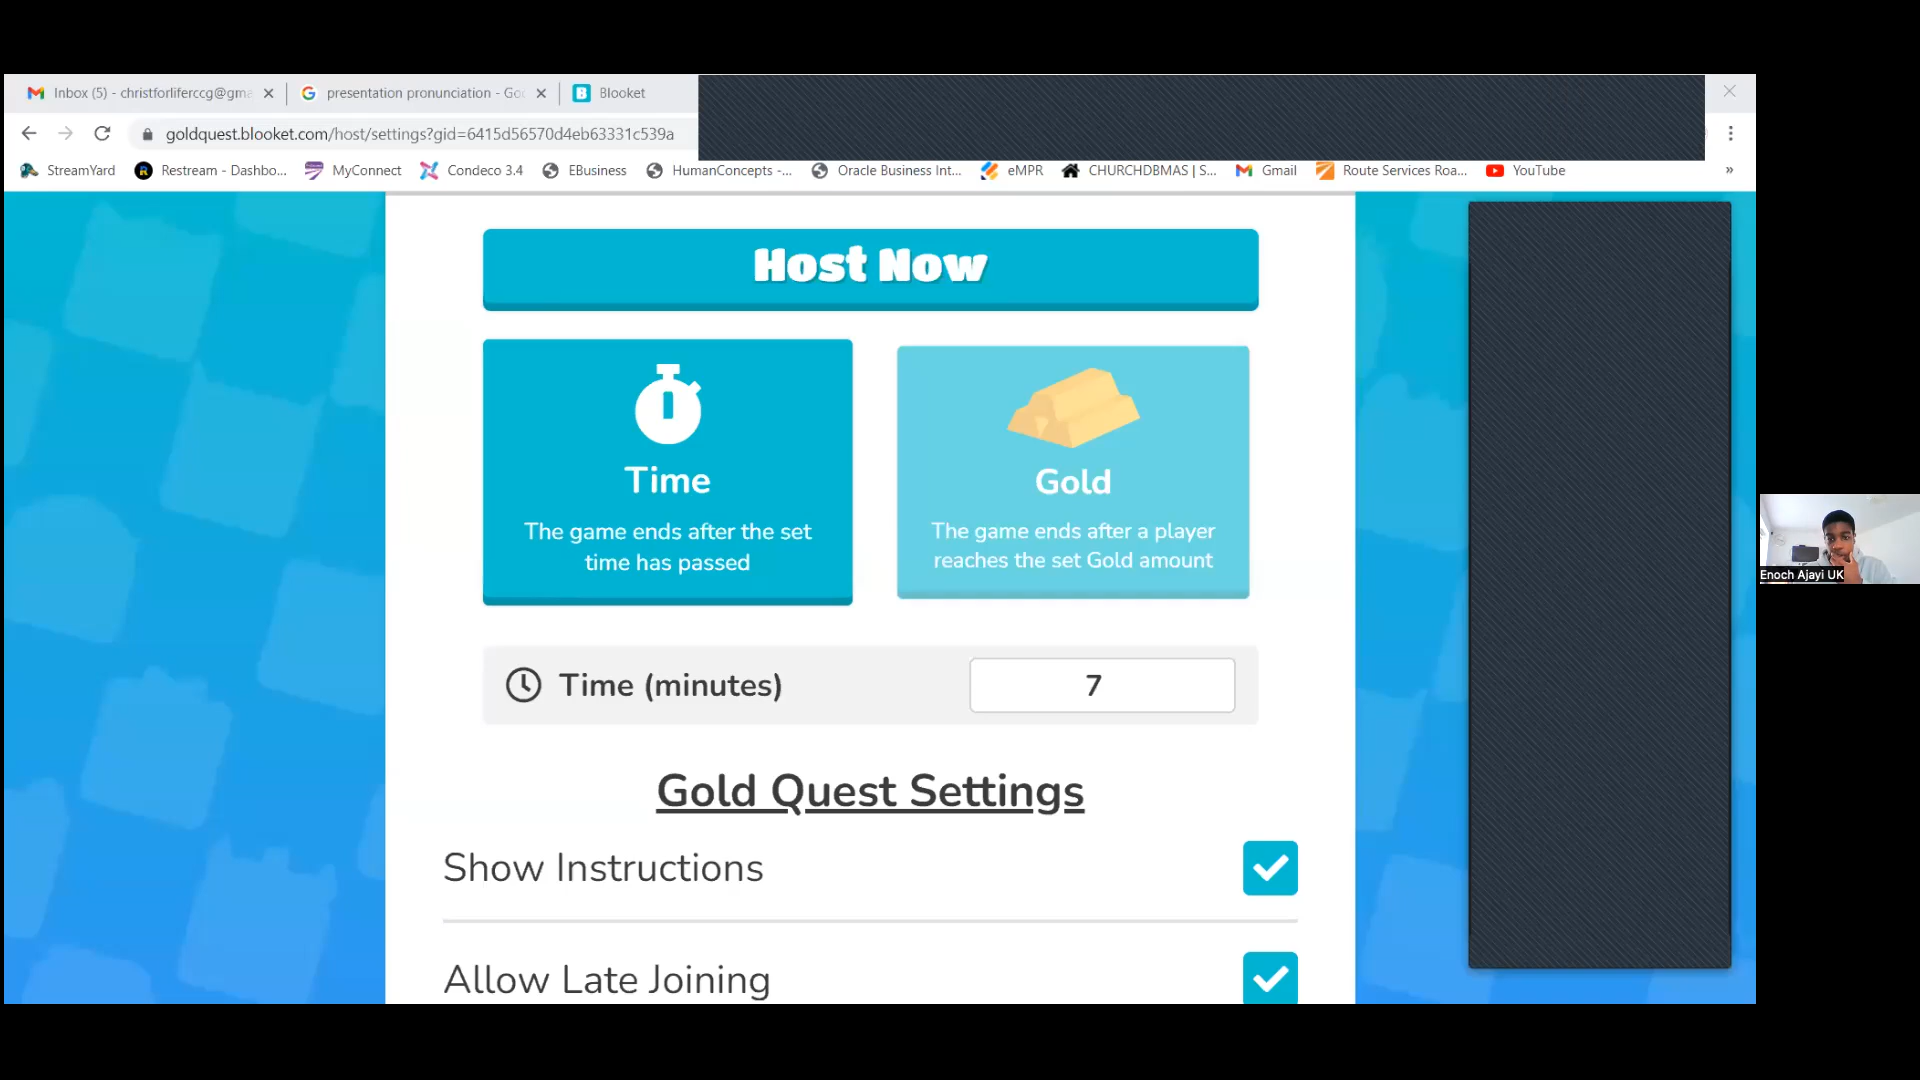 Inbox (5) - christforliferccg@gma
presentation pronunciation - Goo
Blooket
goldquest.blooket.com/host/settings?gid=6415d56570d4eb63331c539a
StreamYard
Restream - Dashbo...
MyConnect
Condeco 3.4
EBusiness
HumanConcepts -...
Oracle Business Int...
eMPR
CHURCHDBMAS | S...
Gmail
Route Services Roa...
YouTube
»
Host Now
Time
The game ends after the set
time has passed
Gold
The game ends after a player
reaches the set Gold amount
Time (minutes)
7
Gold Quest Settings
Show Instructions
Allow Late Joining
Enoch Ajayi UK